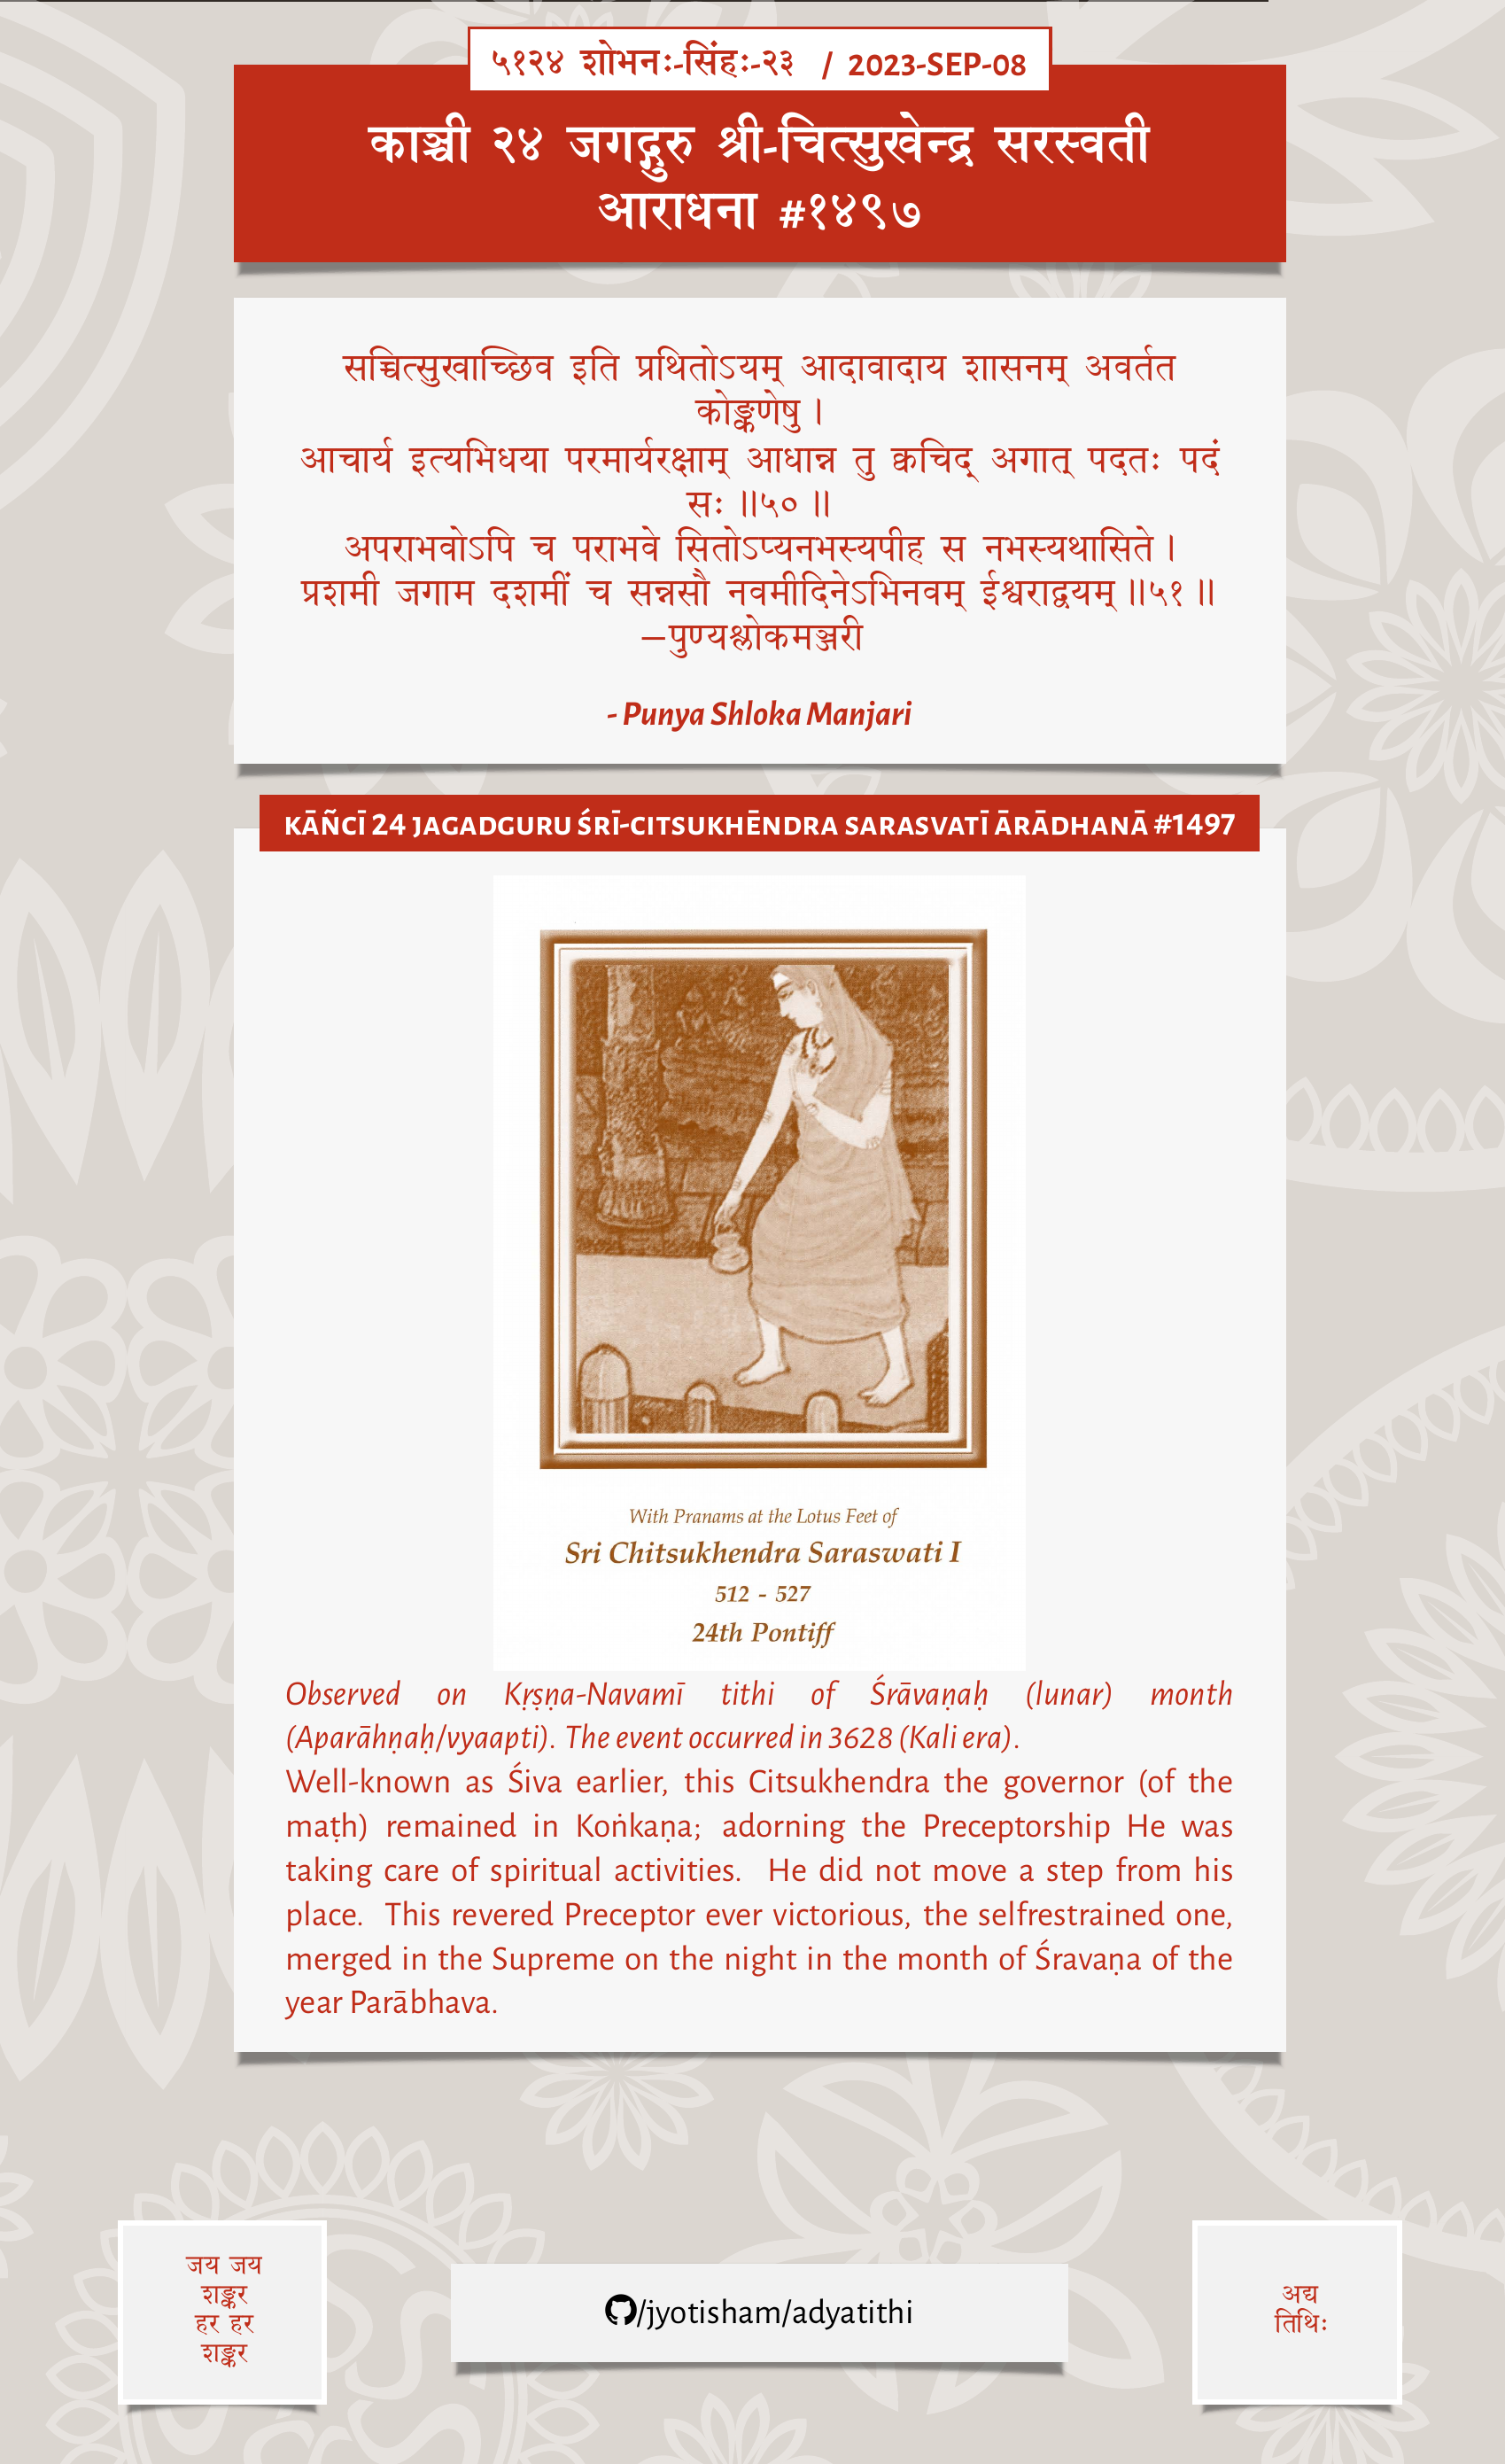 ५१२४ शोभनः-सिंहः-२३ / 2023-SEP-08
काञ्ची २४ जगद्गुरु श्री-चित्सुखेन्द्र सरस्वती
आराधना #१४९७
सच्चित्सुखाच्छिव इति प्रथितोऽयम् आदावादाय शासनम् अवर्तत
कोङ्कणेषु ।
आचार्य इत्यभिधया परमार्यरक्षाम् आधान्न तु क्वचिद् अगात् पदतः पदं
सः ॥५० ॥
अपराभवोऽपि च पराभवे सितोऽप्यनभस्यपीह स नभस्यथासिते ।
प्रशमी जगाम दशमीं च सन्नसौ नवमीदिनेऽभिनवम् ईश्वराद्वयम् ॥५१ ॥
—पुण्यश्लोकमञ्जरी
- Punya Shloka Manjari
KĀÑCĪ 24 JAGADGURU ŚRĪ-CITSUKHĒNDRA SARASVATĪ ĀRĀDHANĀ #1497
With Pranams at the Lotus Feet of
Sri Chitsukhendra Saraswati I
512 - 527
24th Pontiff
Observed on Kṛṣṇa-Navamī tithi of Śrāvaṇaḥ (lunar) month
(Aparāhṇaḥ/vyaapti). The event occurred in 3628 (Kali era).
Well-known as Śiva earlier, this Citsukhendra the governor (of the
maṭh) remained in Koṅkaṇa; adorning the Preceptorship He was
taking care of spiritual activities. He did not move a step from his
place. This revered Preceptor ever victorious, the selfrestrained one,
merged in the Supreme on the night in the month of Śravaṇa of the
year Parābhava.
जय जय
शङ्कर
हर हर
शङ्कर
/jyotisham/adyatithi
अद्य
तिथिः